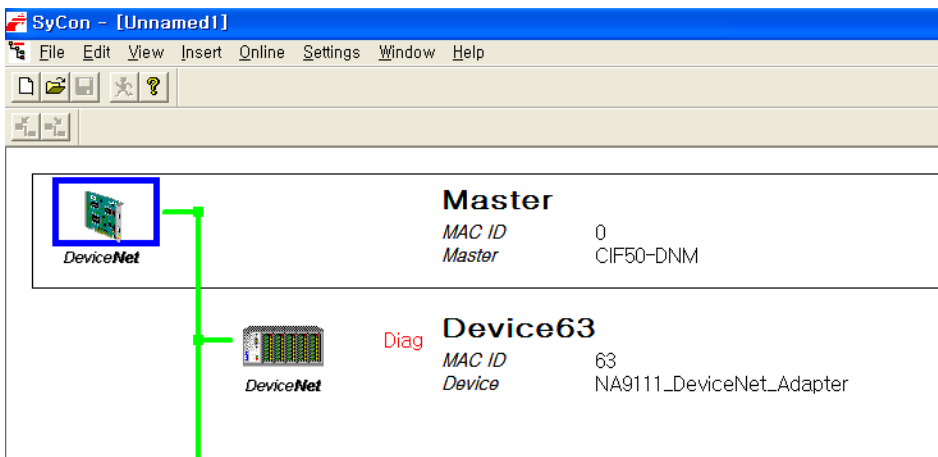 SyCon - [Unnamed1]
File Edit View Insert Online Settings Window Help
Master
MAC ID 0
Master CIF50-DNM
DeviceNet
Diag Device63
MAC ID 63
Device NA9111_DeviceNet_Adapter
DeviceNet